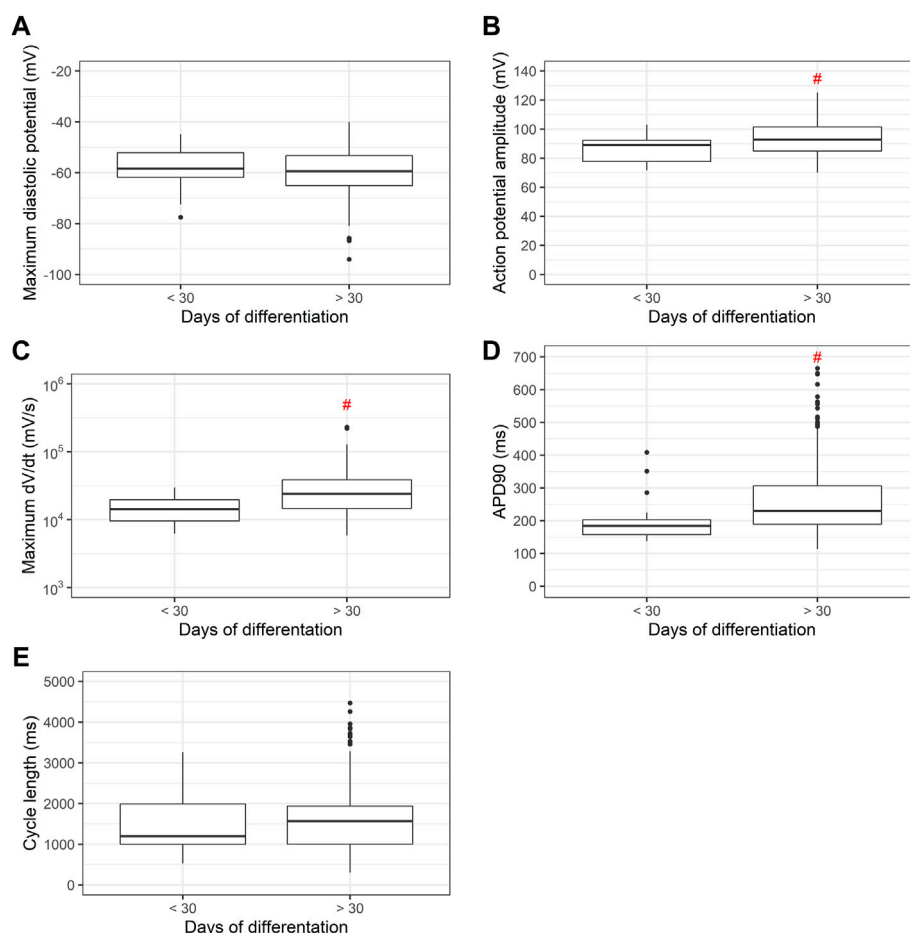 A
Maximum diastolic potential (mV)
-20
-40
-60
-80
-100
< 30
> 30
Days of differentiation
B
Action potential amplitude (mV)
140
120
100
80
60
40
20
0
#
< 30
> 30
Days of differentiation
C
Maximum dV/dt (mV/s)
10⁶
10⁵
10⁴
10³
#
< 30
> 30
Days of differentation
D
APD90 (ms)
700
600
500
400
300
200
100
0
#
< 30
> 30
Days of differentiation
E
Cycle length (ms)
5000
4000
3000
2000
1000
0
< 30
> 30
Days of differentation